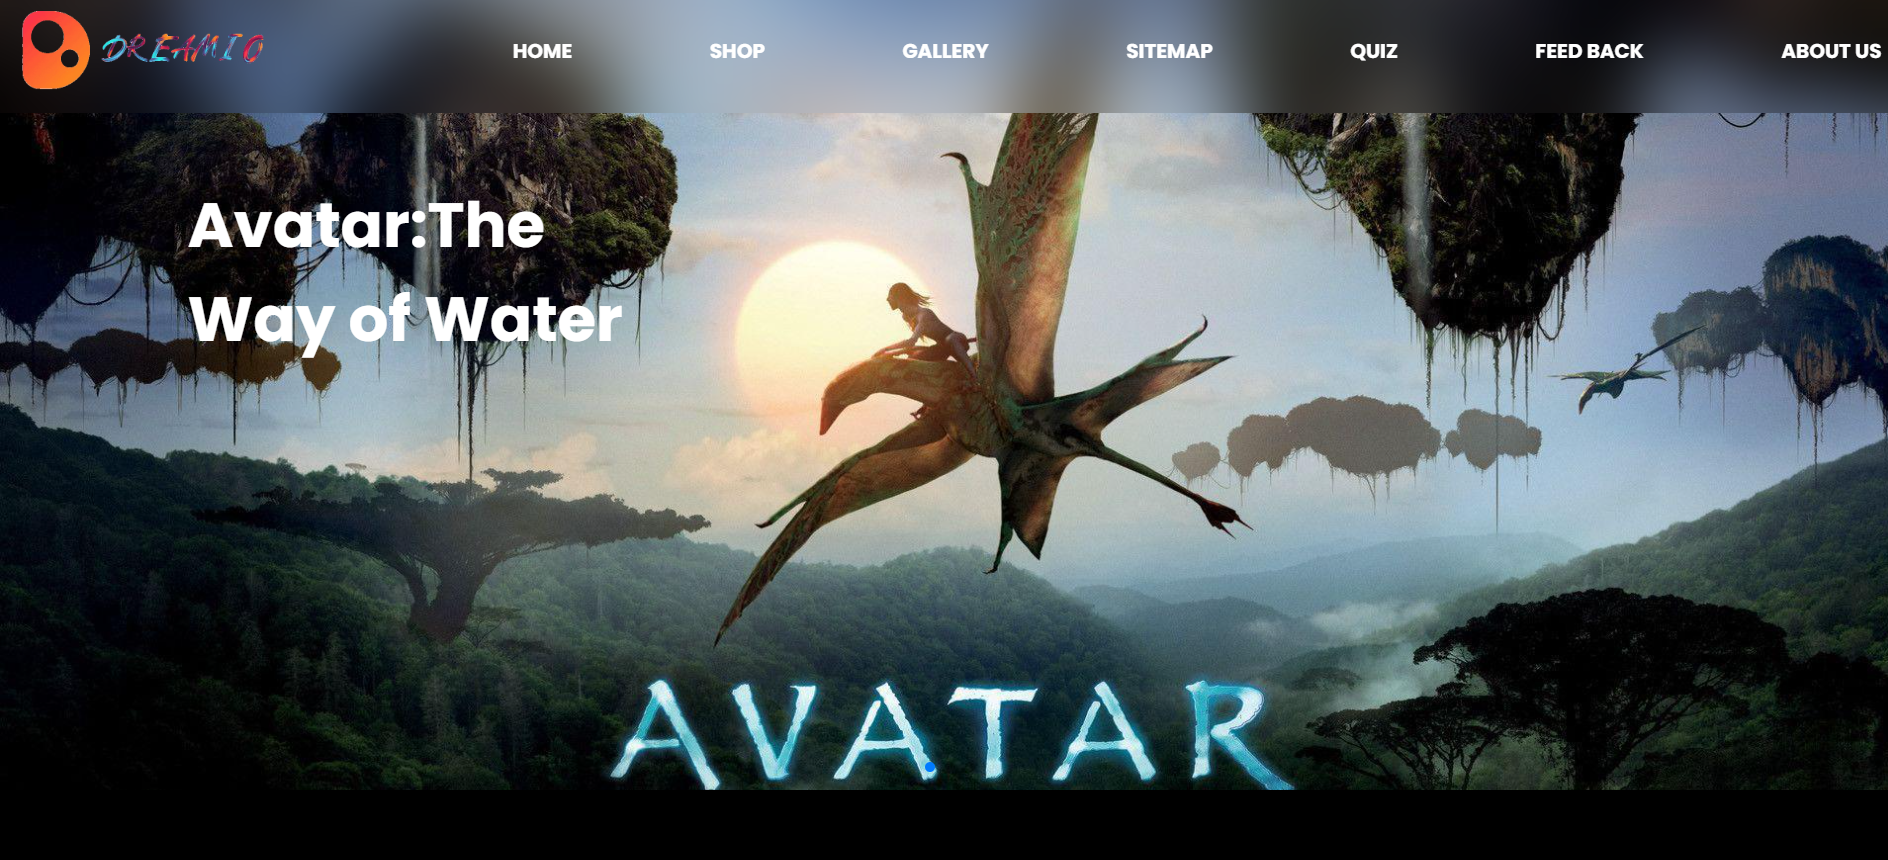 DREAMIO
HOME SHOP GALLERY SITEMAP QUIZ FEED BACK ABOUT US
Avatar:The
Way of Water
AVATAR